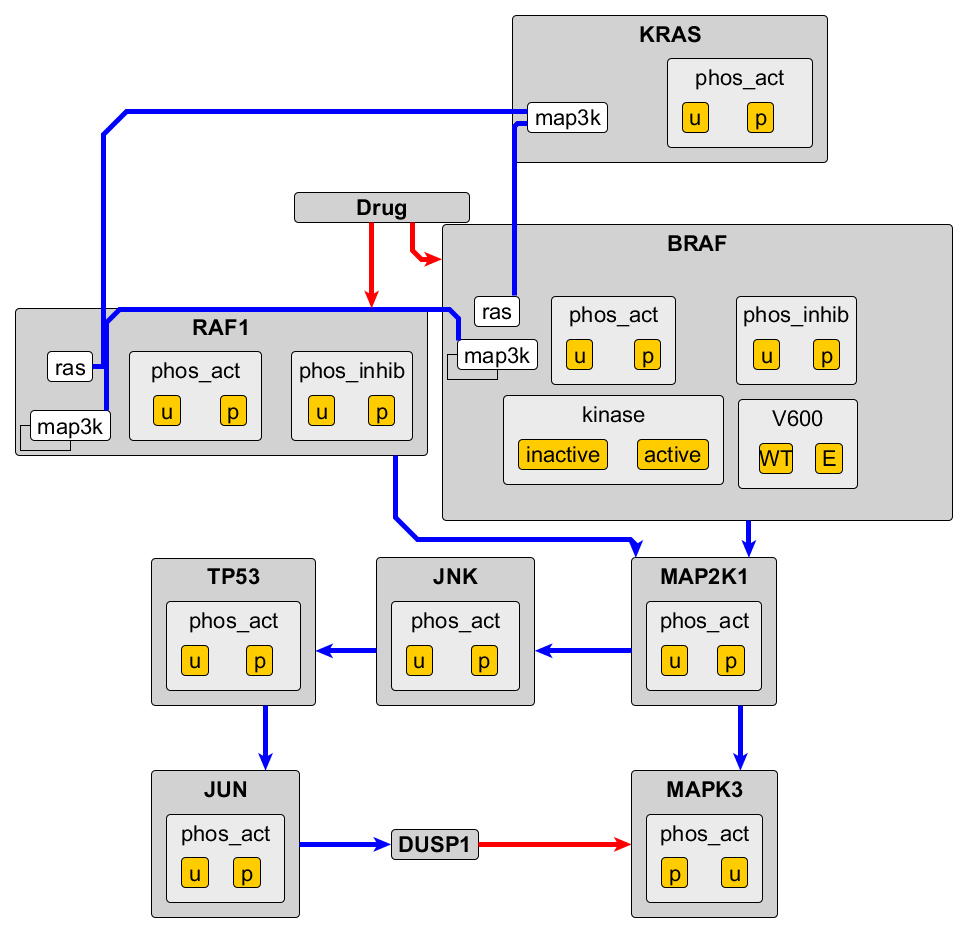 KRAS
phos_act
map3k
u p
Drug
BRAF
ras
phos_act
phos_inhib
map3k
u p
u p
kinase
V600
inactive active
WT E
RAF1
ras
phos_act
phos_inhib
map3k
u p
u p
TP53
phos_act
u p
JNK
phos_act
u p
MAP2K1
phos_act
u p
JUN
phos_act
u p
DUSP1
MAPK3
phos_act
p u